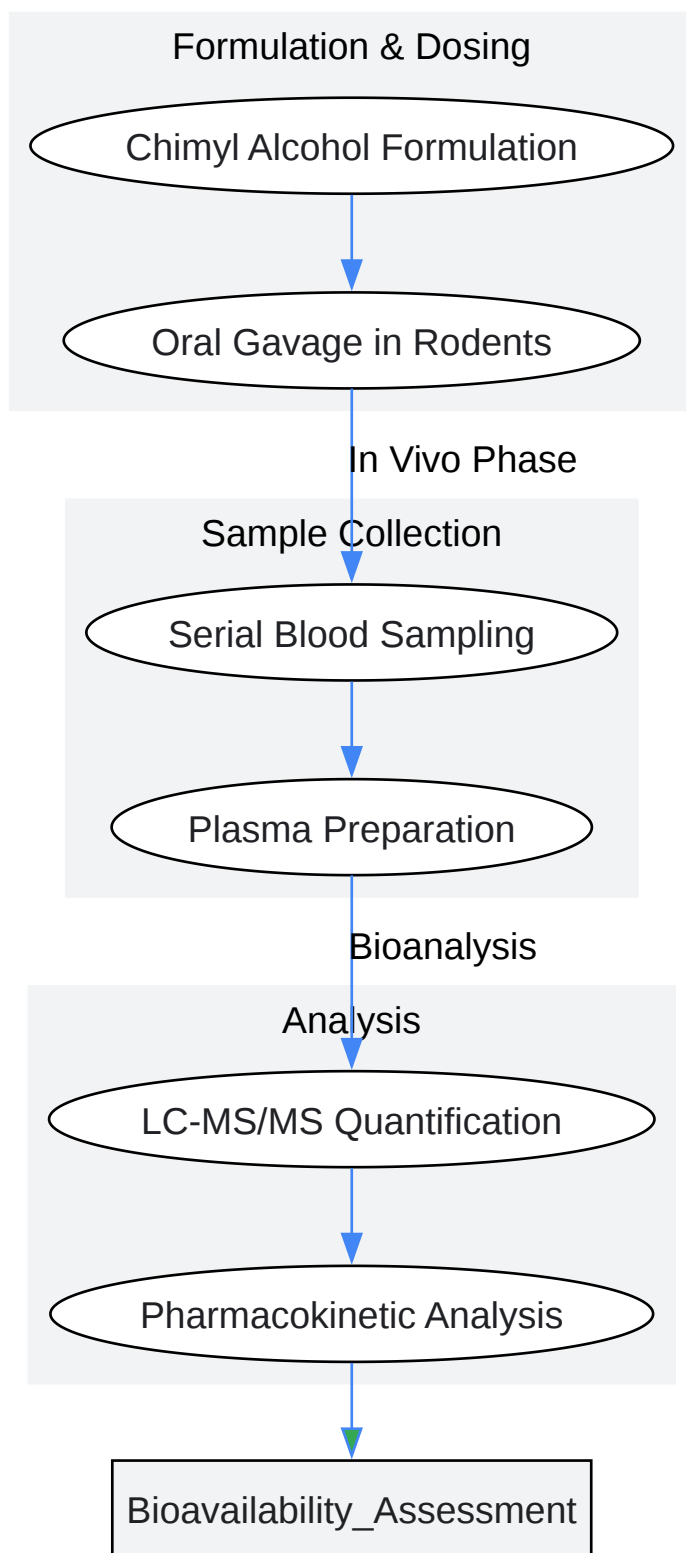 Formulation & Dosing
Chimyl Alcohol Formulation
Oral Gavage in Rodents
In Vivo Phase
Sample Collection
Serial Blood Sampling
Plasma Preparation
Bioanalysis
Analysis
LC-MS/MS Quantification
Pharmacokinetic Analysis
Bioavailability_Assessment